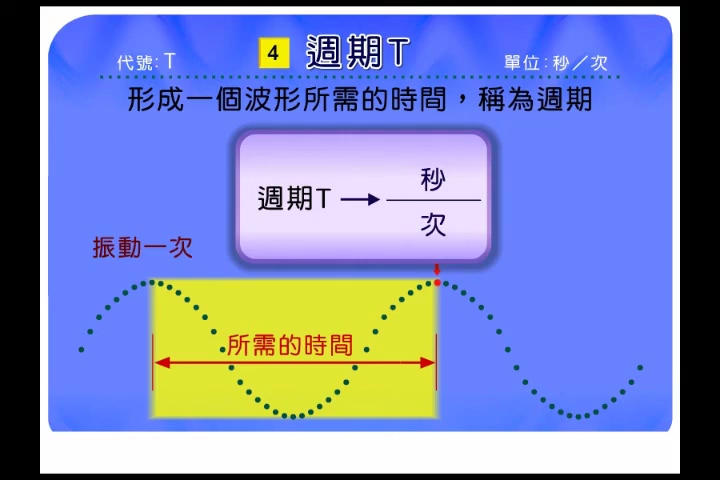 代號:T
4 週期T
單位:秒／次
形成一個波形所需的時間，稱為週期
週期T → 秒
次
振動一次
所需的時間